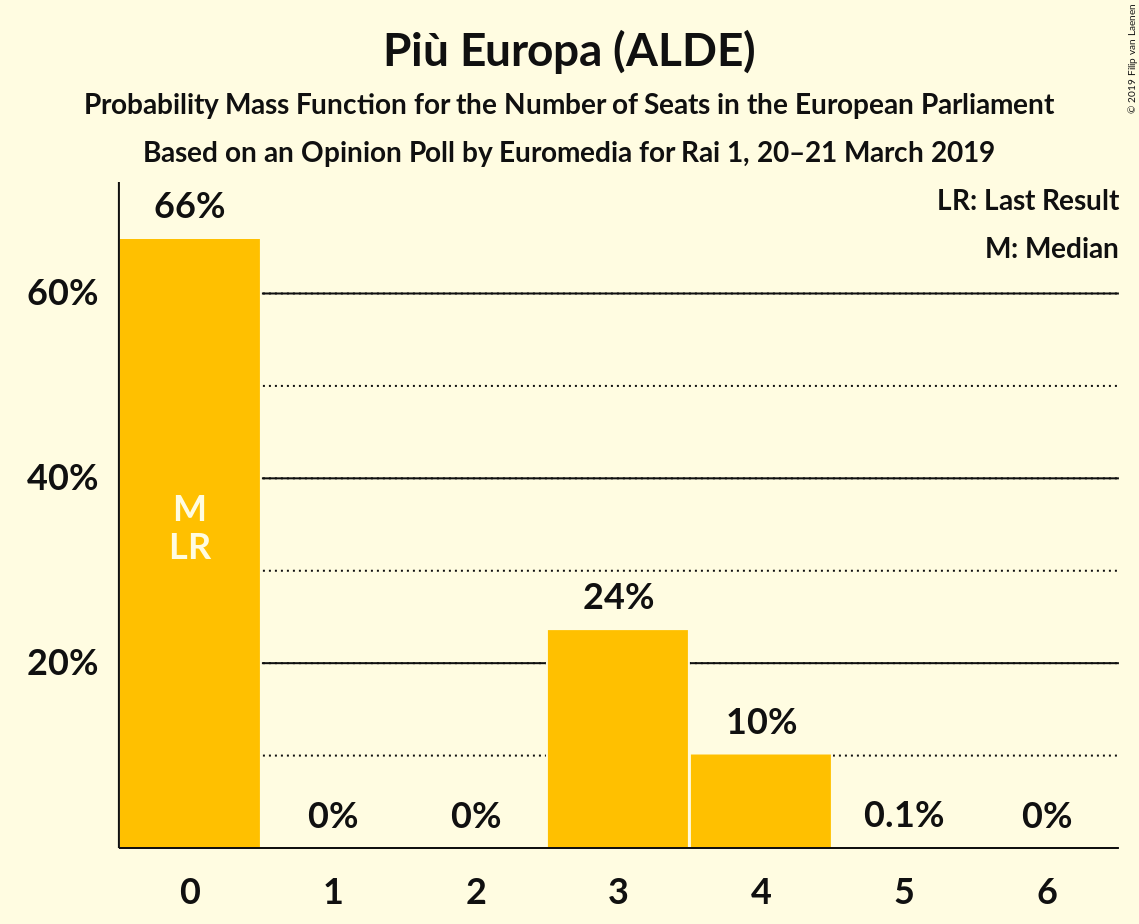 Più Europa (ALDE)
Probability Mass Function for the Number of Seats in the European Parliament
Based on an Opinion Poll by Euromedia for Rai 1, 20–21 March 2019
© 2019 Filip van Laenen
LR: Last Result
M: Median
66%
60%
40%
20%
M
LR
0%
0%
24%
10%
0.1%
0%
0 1 2 3 4 5 6